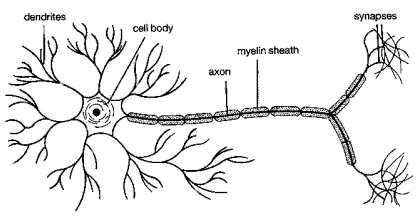 dendrites
cell body
synapses
myelin sheath
axon